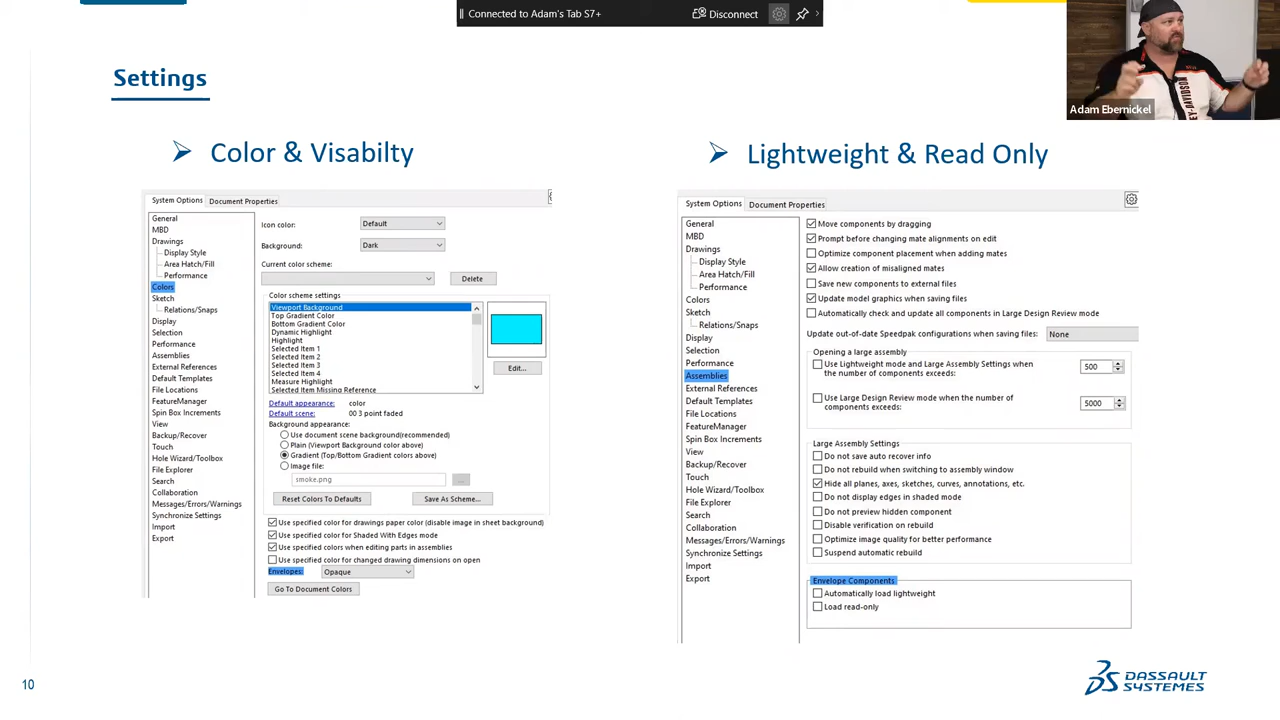 Connected to Adam's Tab S7+
Disconnect
Adam Ebernickel
Settings
Color & Visabilty
System Options
Document Properties
General
MBD
Drawings
Display Style
Area Hatch/Fill
Performance
Colors
Sketch
Relations/Snaps
Display
Selection
Performance
Assemblies
External References
Default Templates
File Locations
FeatureManager
Spin Box Increments
View
Backup/Recover
Touch
Hole Wizard/Toolbox
File Explorer
Search
Collaboration
Messages/Errors/Warnings
Synchronize Settings
Import
Export
Icon color:
Default
Background:
Dark
Current color scheme:
Delete
Color scheme settings
Viewport Background
Top Gradient Color
Bottom Gradient Color
Dynamic Highlight
Highlight
Selected Item 1
Selected Item 2
Selected Item 3
Selected Item 4
Measure Highlight
Selected Item Missing Reference
Edit...
Default appearance:
color
Default scene:
00 3 point faded
Background appearance:
Use document scene background(recommended)
Plain (Viewport Background color above)
Gradient (Top/Bottom Gradient colors above)
Image file:
smoke.png
...
Reset Colors To Defaults
Save As Scheme...
Use specified color for drawings paper color (disable image in sheet background)
Use specified color for Shaded With Edges mode
Use specified colors when editing parts in assemblies
Use specified color for changed drawing dimensions on open
Envelopes:
Opaque
Go To Document Colors
Lightweight & Read Only
System Options
Document Properties
General
MBD
Drawings
Display Style
Area Hatch/Fill
Performance
Colors
Sketch
Relations/Snaps
Display
Selection
Performance
Assemblies
External References
Default Templates
File Locations
FeatureManager
Spin Box Increments
View
Backup/Recover
Touch
Hole Wizard/Toolbox
File Explorer
Search
Collaboration
Messages/Errors/Warnings
Synchronize Settings
Import
Export
Move components by dragging
Prompt before changing mate alignments on edit
Optimize component placement when adding mates
Allow creation of misaligned mates
Save new components to external files
Update model graphics when saving files
Automatically check and update all components in Large Design Review mode
Update out-of-date Speedpak configurations when saving files:
None
Opening a large assembly
Use Lightweight mode and Large Assembly Settings when
the number of components exceeds:
500
Use Large Design Review mode when the number of
components exceeds:
5000
Large Assembly Settings
Do not save auto recover info
Do not rebuild when switching to assembly window
Hide all planes, axes, sketches, curves, annotations, etc.
Do not display edges in shaded mode
Do not preview hidden component
Disable verification on rebuild
Optimize image quality for better performance
Suspend automatic rebuild
Envelope Components
Automatically load lightweight
Load read-only
10
DASSAULT
SYSTEMES